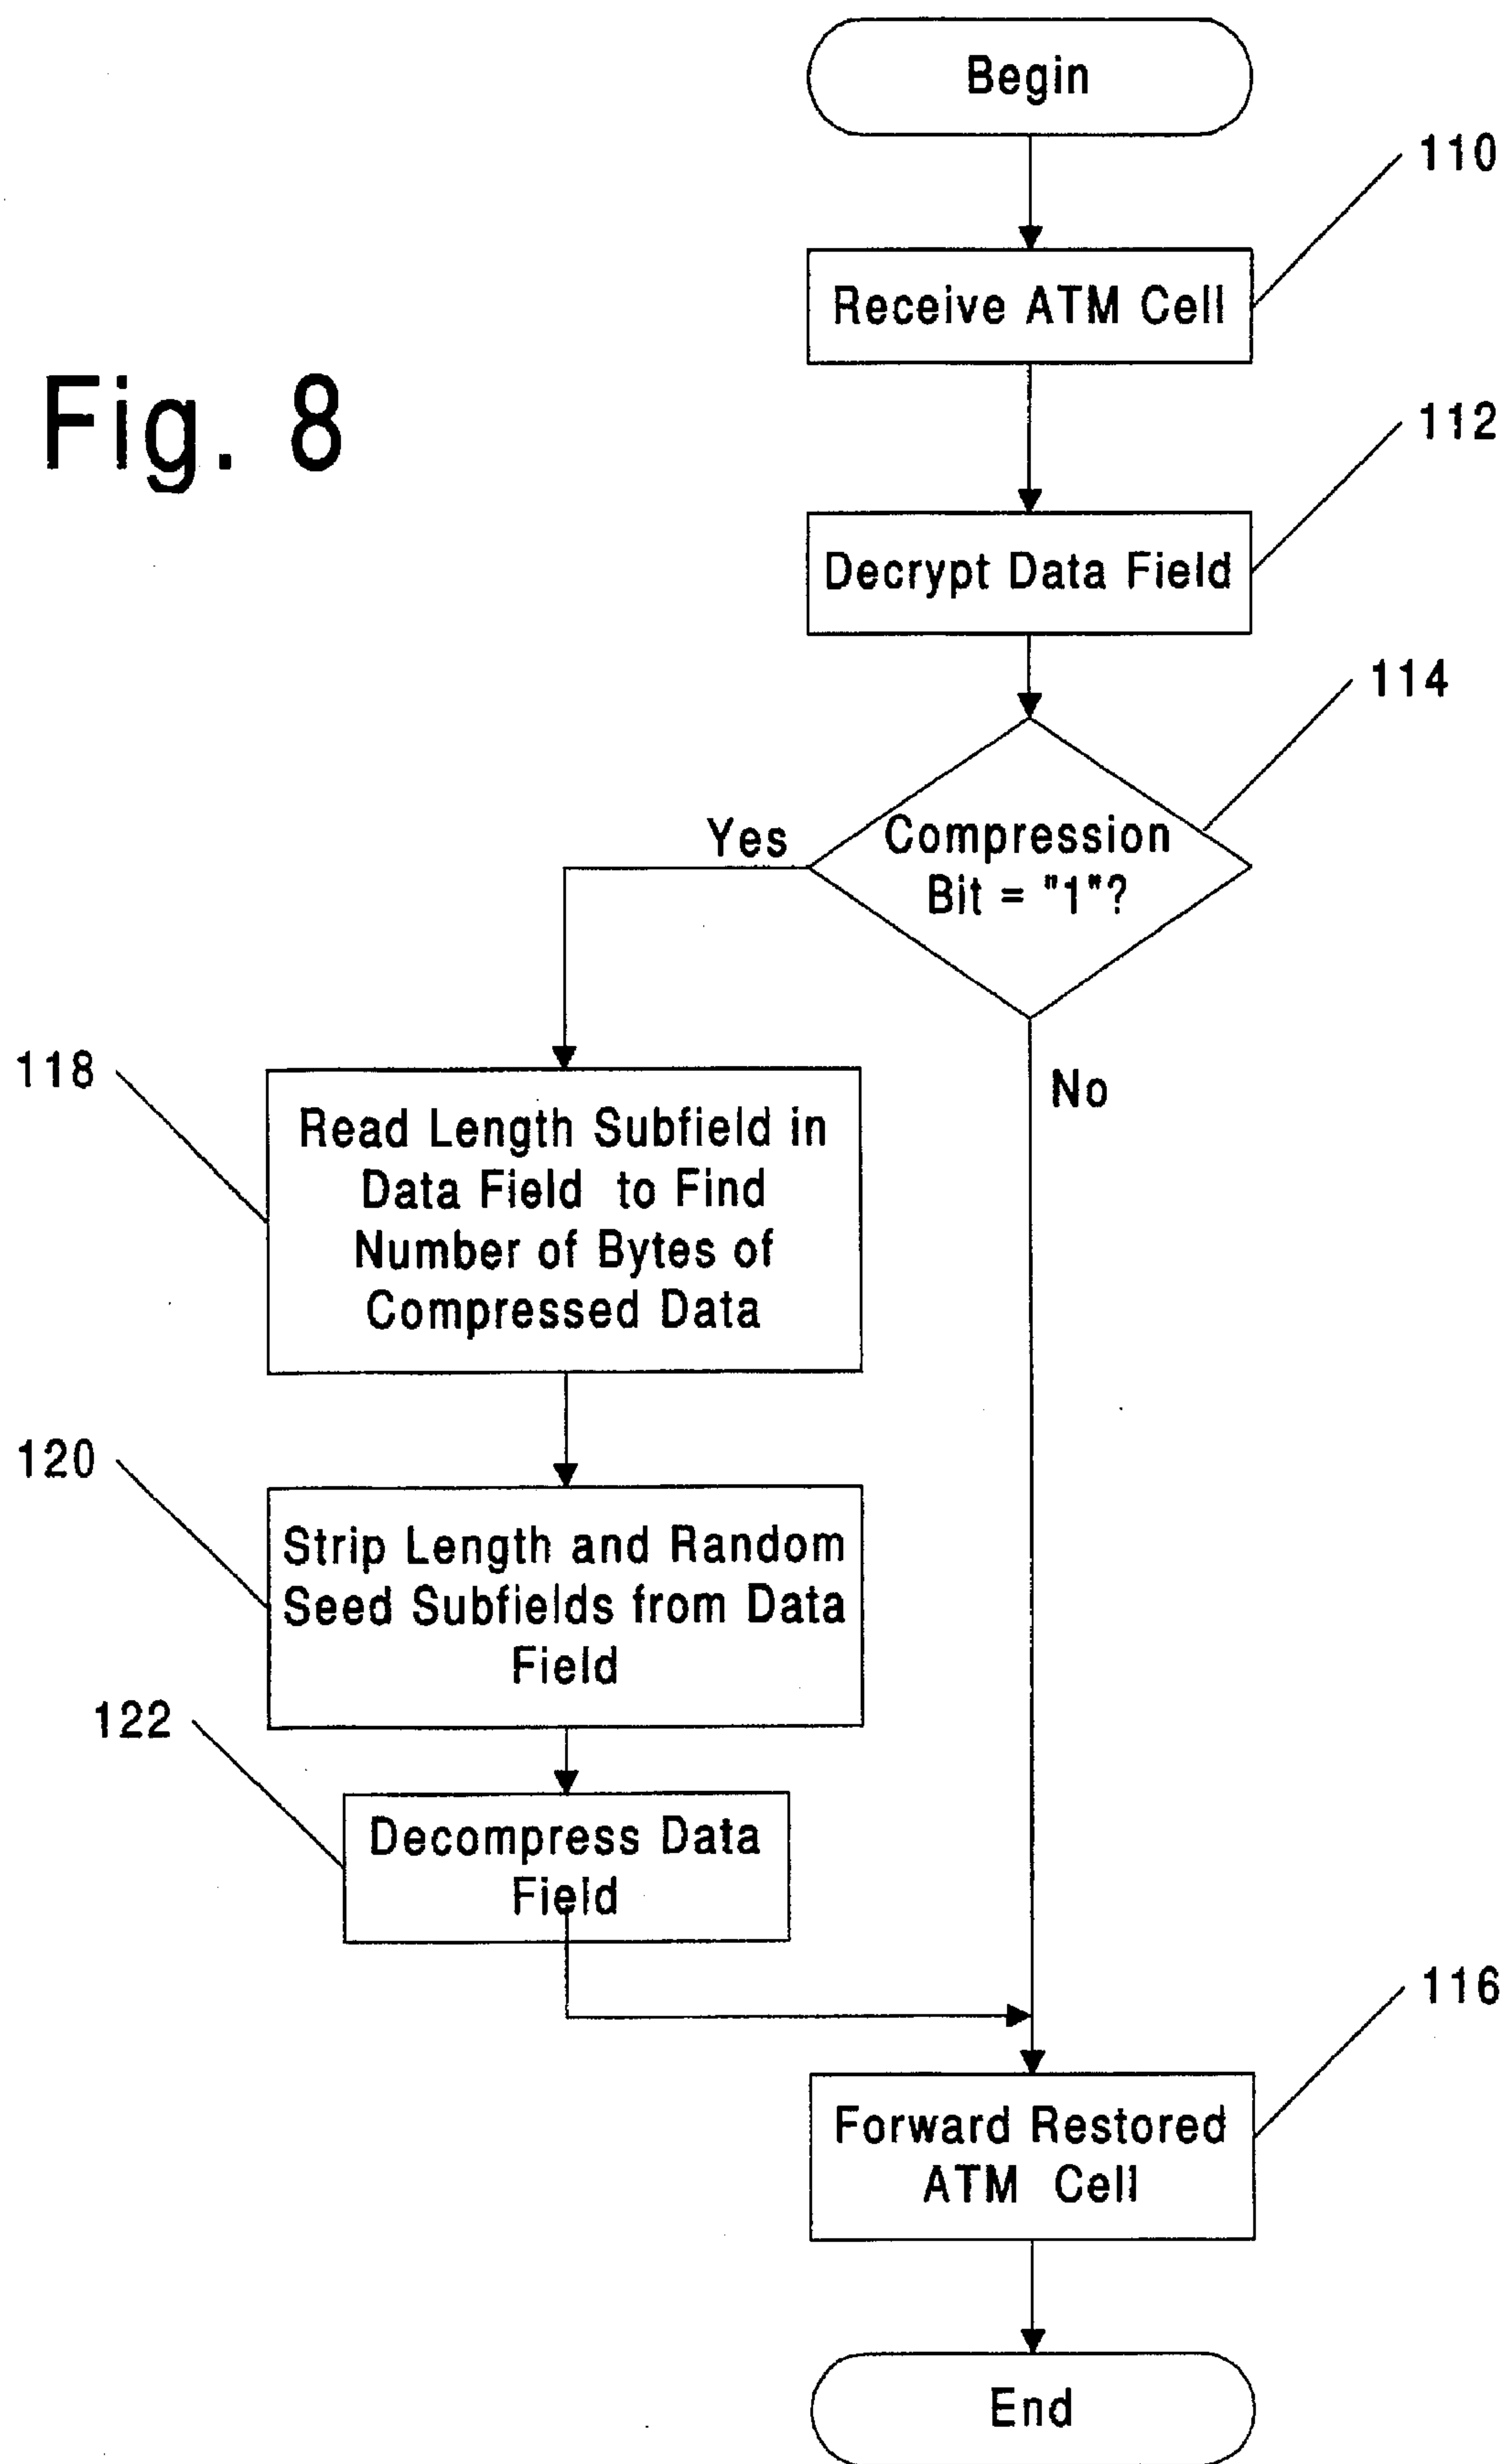 Begin
110
Receive ATM Cell
Fig. 8
112
Decrypt Data Field
114
Compression
Bit = "1"?
Yes
No
118
Read Length Subfield in
Data Field to Find
Number of Bytes of
Compressed Data
120
Strip Length and Random
Seed Subfields from Data
Field
122
Decompress Data
Field
116
Forward Restored
ATM Cell
End